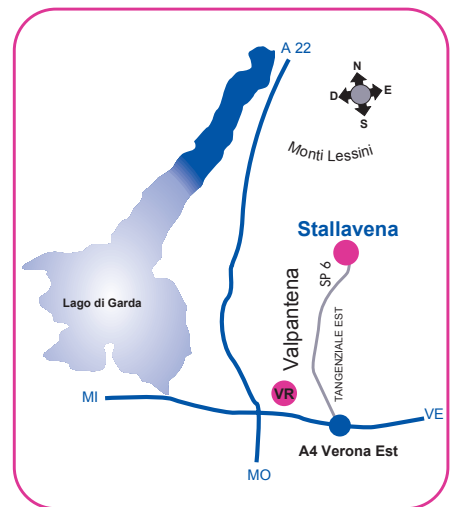 A 22
N
D
E
S
Monti Lessini
Stallavena
SP 6
Valpantena
TANGENZIALE EST
Lago di Garda
VR
MI
VE
A4 Verona Est
MO